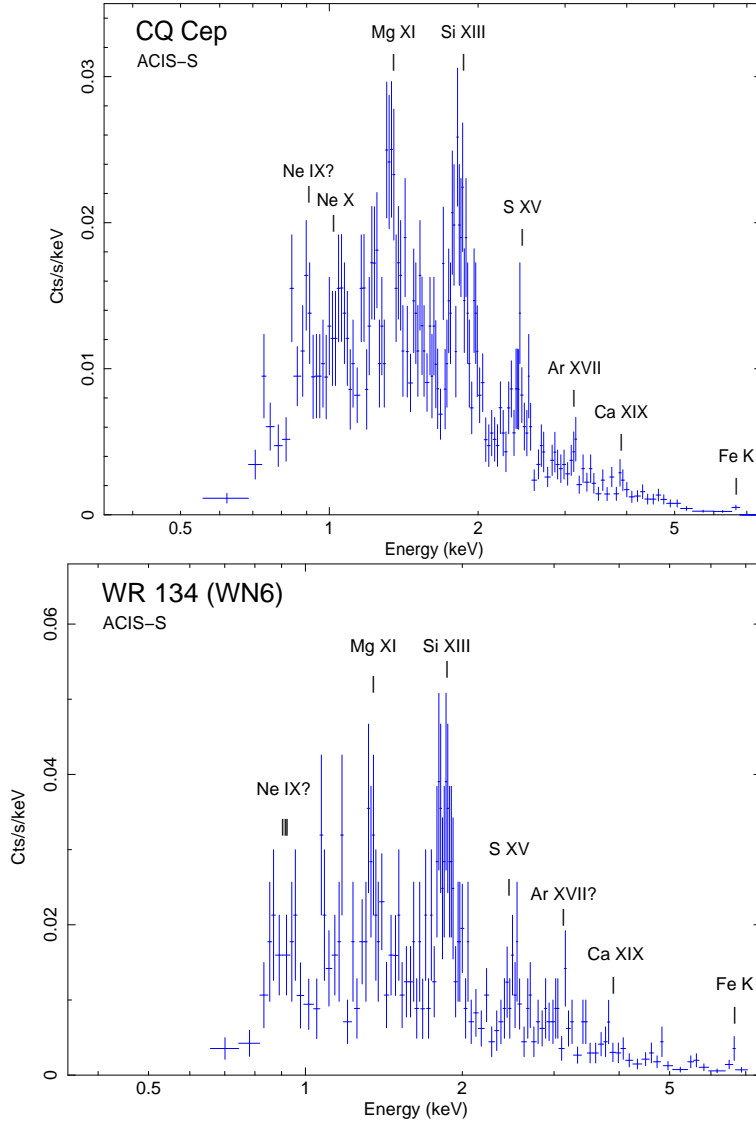 CQ Cep
ACIS−S
Mg XI
Si XIII
Ne IX?
Ne X
S XV
Ar XVII
Ca XIX
Fe K
Cts/s/keV
0
0.01
0.02
0.03
0.5
1
2
5
Energy (keV)
WR 134 (WN6)
ACIS−S
Mg XI
Si XIII
Ne IX?
S XV
Ar XVII?
Ca XIX
Fe K
Cts/s/keV
0
0.02
0.04
0.06
0.5
1
2
5
Energy (keV)